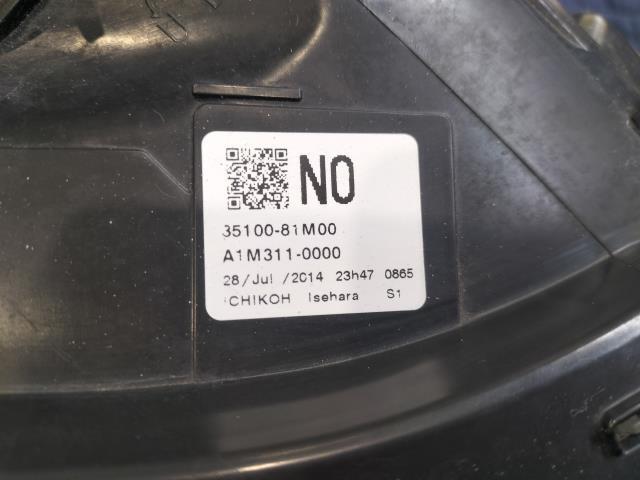 NO
35100-81M00
A1M311-0000
28/Jul /2014 23h47 0865
ICHIKOH Isehara S1